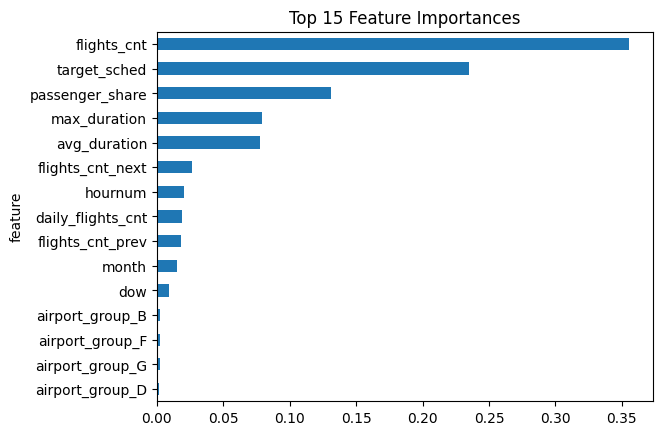 Top 15 Feature Importances
feature
flights_cnt
target_sched
passenger_share
max_duration
avg_duration
flights_cnt_next
hournum
daily_flights_cnt
flights_cnt_prev
month
dow
airport_group_B
airport_group_F
airport_group_G
airport_group_D
0.00 0.05 0.10 0.15 0.20 0.25 0.30 0.35